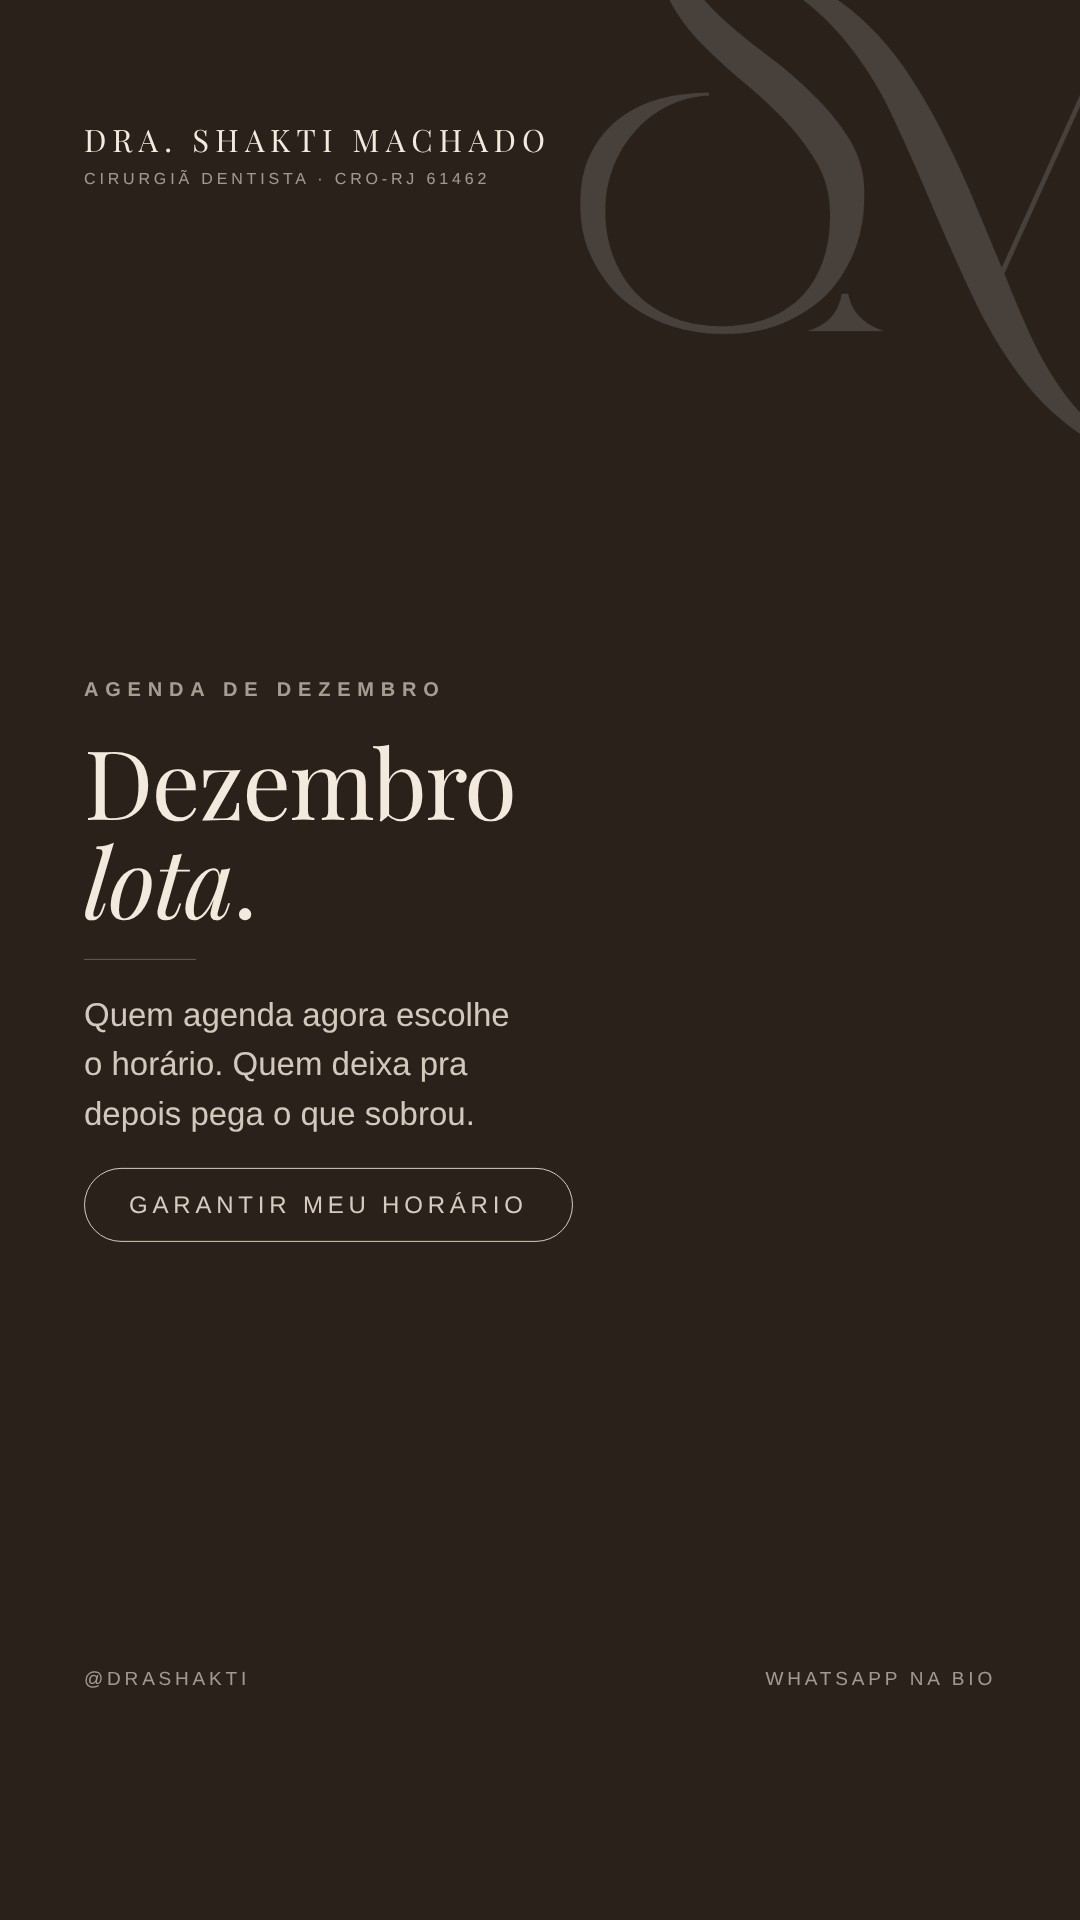 DRA. SHAKTI MACHADO
CIRURGIÃ DENTISTA · CRO-RJ 61462
AGENDA DE DEZEMBRO
Dezembro
lota.
Quem agenda agora escolhe
o horário. Quem deixa pra
depois pega o que sobrou.
GARANTIR MEU HORÁRIO
@DRASHAKTI
WHATSAPP NA BIO